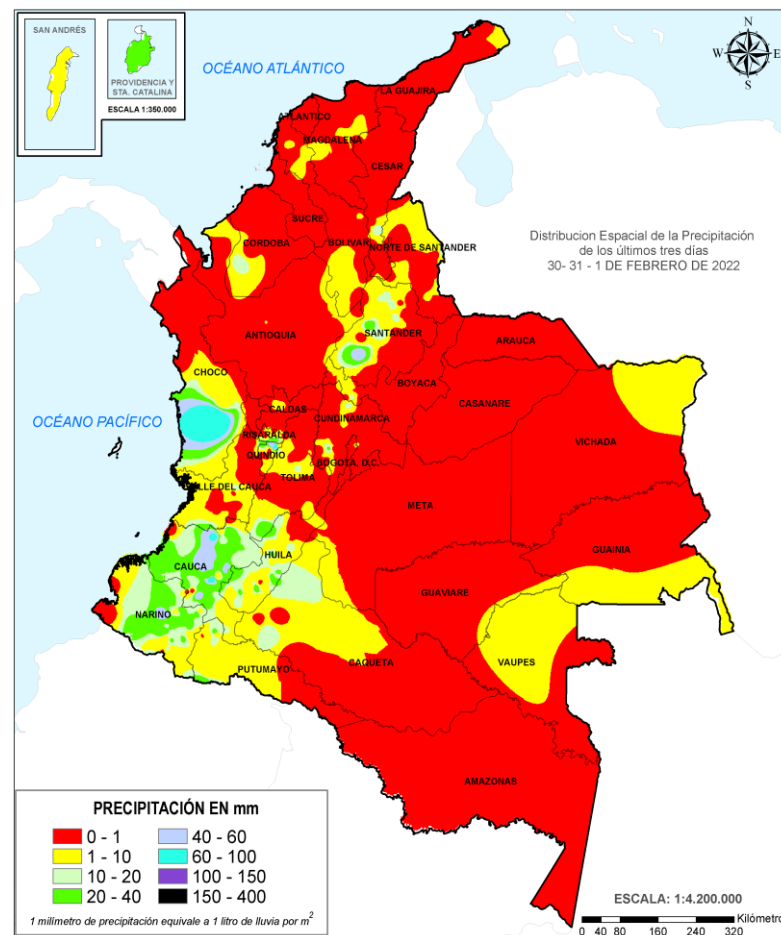 SAN ANDRÉS
PROVIDENCIA Y
STA. CATALINA
ESCALA 1:350.000
OCÉANO ATLÁNTICO
N
W
E
S
LA GUAJIRA
ATLANTICO
MAGDALENA
CESAR
SUCRE
CORDOBA
BOLIVAR
NORTE DE SANTANDER
Distribucion Espacial de la Precipitación
de los últimos tres días
30- 31 - 1 DE FEBRERO DE 2022
ANTIOQUIA
SANTANDER
ARAUCA
CHOCO
BOYACA
CASANARE
OCÉANO PACÍFICO
CALDAS
CUNDINAMARCA
RISARALDA
VICHADA
QUINDIO
BOGOTA, D.C.
TOLIMA
VALLE DEL CAUCA
META
HUILA
GUAINIA
CAUCA
GUAVIARE
NARIÑO
VAUPES
CAQUETA
PUTUMAYO
AMAZONAS
PRECIPITACIÓN EN mm
0 - 1
40 - 60
1 - 10
60 - 100
10 - 20
100 - 150
20 - 40
150 - 400
1 milímetro de precipitación equivale a 1 litro de lluvia por m²
ESCALA: 1:4.200.000
Kilómetro
0 40 80 160 240 320